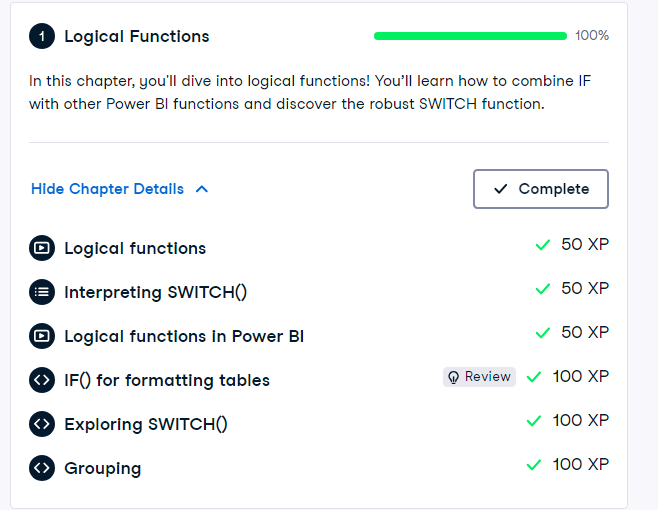 1 Logical Functions 100%
In this chapter, you'll dive into logical functions! You’ll learn how to combine IF
with other Power BI functions and discover the robust SWITCH function.
Hide Chapter Details Complete
Logical functions 50 XP
Interpreting SWITCH() 50 XP
Logical functions in Power BI 50 XP
IF() for formatting tables Review 100 XP
Exploring SWITCH() 100 XP
Grouping 100 XP